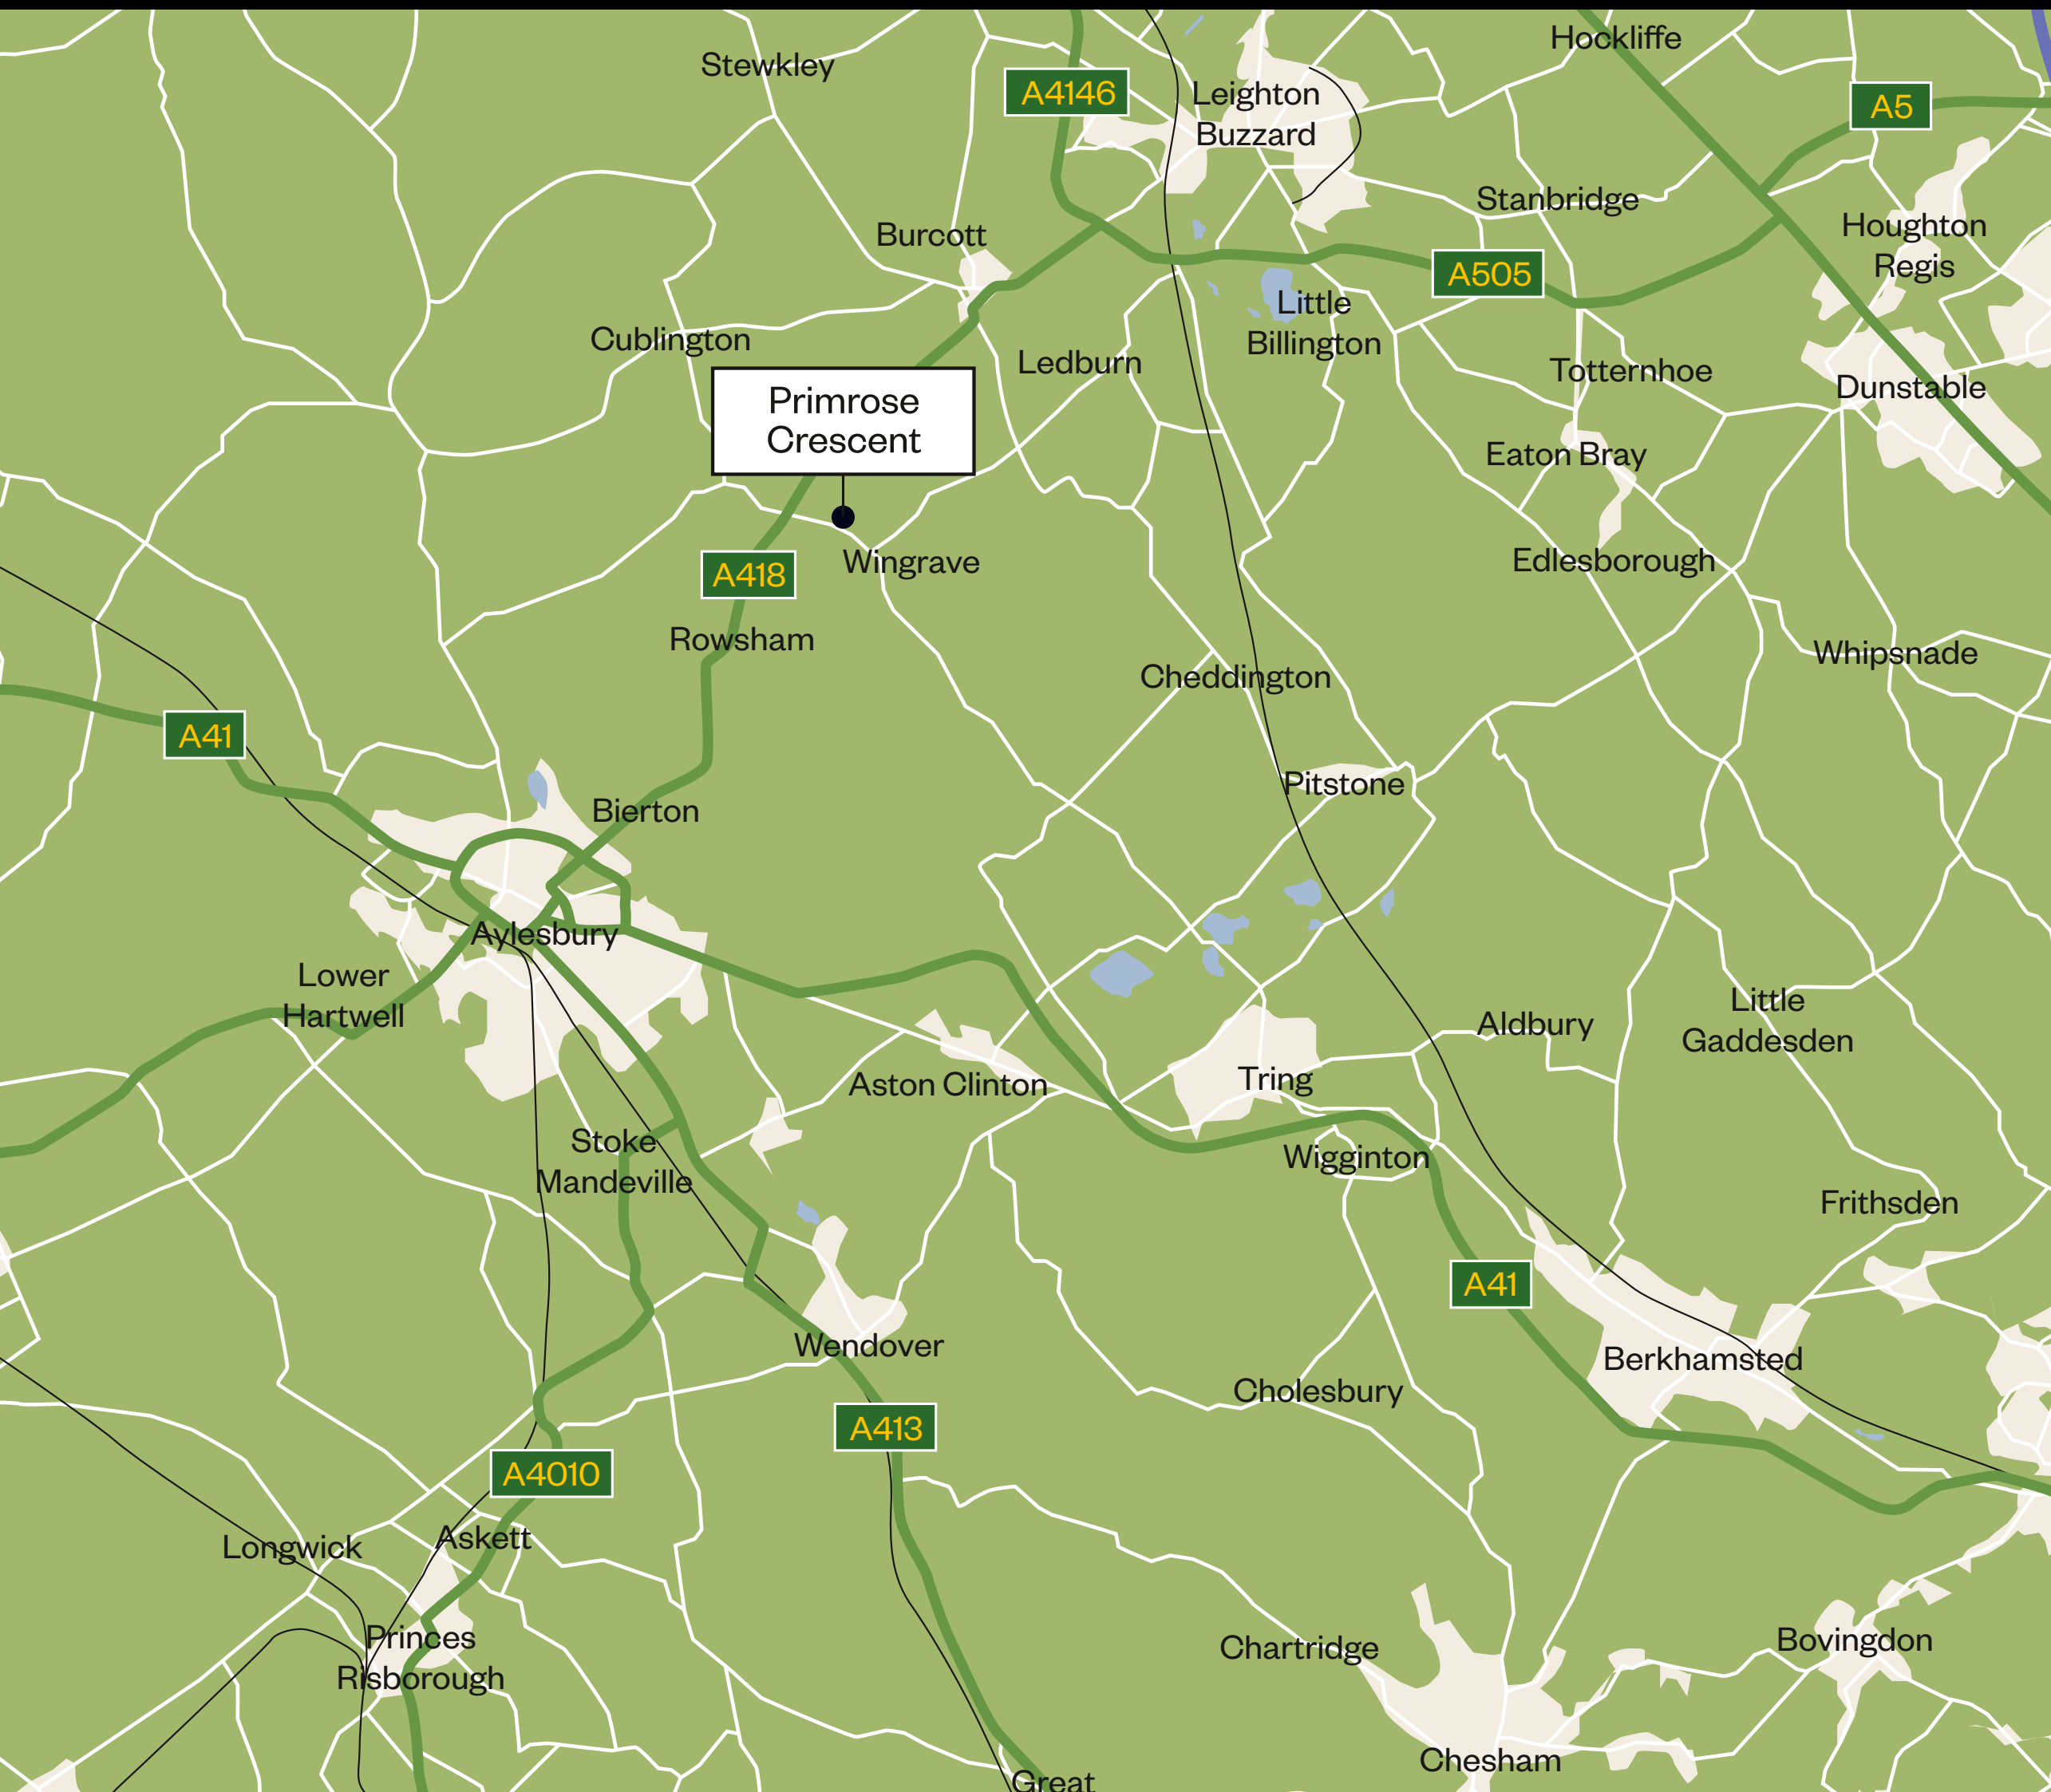 Hockliffe
Stewkley
A4146
Leighton
Buzzard
A5
Stanbridge
Burcott
Houghton
Regis
A505
Little
Billington
Cublington
Ledburn
Totternhoe
Dunstable
Primrose
Crescent
Eaton Bray
Wingrave
Edlesborough
A418
Rowsham
Whipsnade
Cheddington
A41
Pitstone
Bierton
Aylesbury
Lower
Hartwell
Little
Gaddesden
Aldbury
Aston Clinton
Tring
Stoke
Mandeville
Wigginton
Frithsden
A41
Wendover
Berkhamsted
Cholesbury
A413
A4010
Askett
Longwick
Princes
Risborough
Chartridge
Bovingdon
Chesham
Great